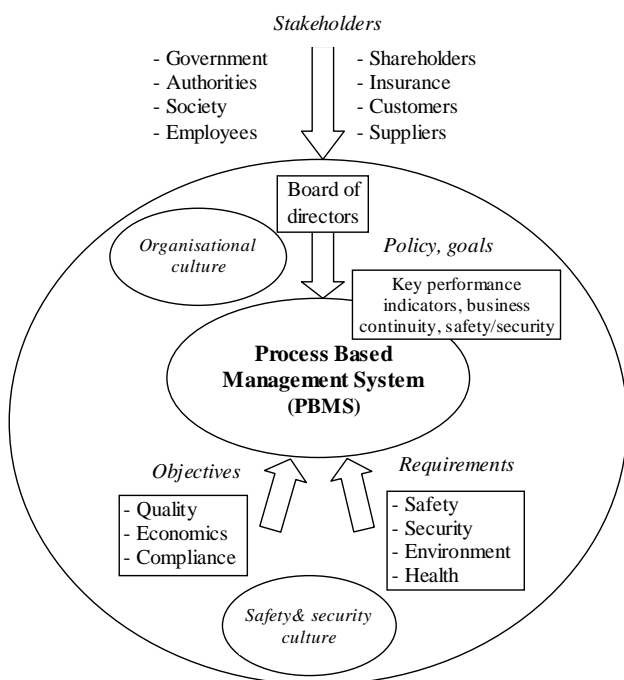 Stakeholders
- Government
- Authorities
- Society
- Employees
- Shareholders
- Insurance
- Customers
- Suppliers
Board of
directors
Organisational
culture
Policy, goals
Key performance
indicators, business
continuity, safety/security
Process Based
Management System
(PBMS)
Objectives
- Quality
- Economics
- Compliance
Requirements
- Safety
- Security
- Environment
- Health
Safety& security
culture